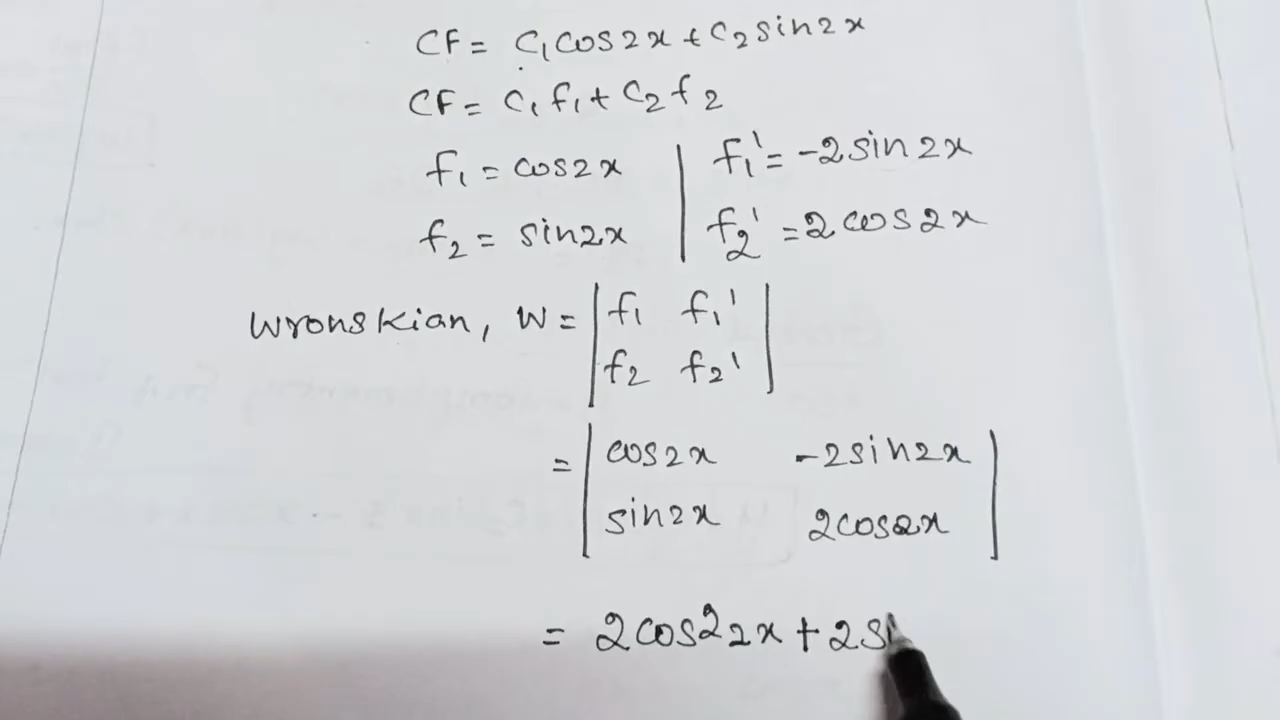 CF = C₁cos2x + C₂sin2x
CF = C₁f₁ + C₂f₂
f₁ = cos2x | f₁' = -2sin2x
f₂ = sin2x | f₂' = 2cos2x
Wronskian, W = | f₁ f₁' |
| f₂ f₂' |
= | cos2x -2sin2x |
| sin2x 2cos2x |
= 2cos²2x + 2si